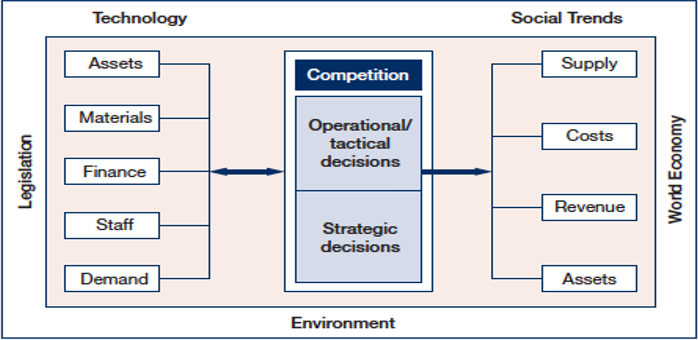 Technology
Social Trends
Legislation
Assets
Materials
Finance
Staff
Demand
Competition
Operational/
tactical
decisions
Strategic
decisions
Supply
Costs
Revenue
Assets
World Economy
Environment